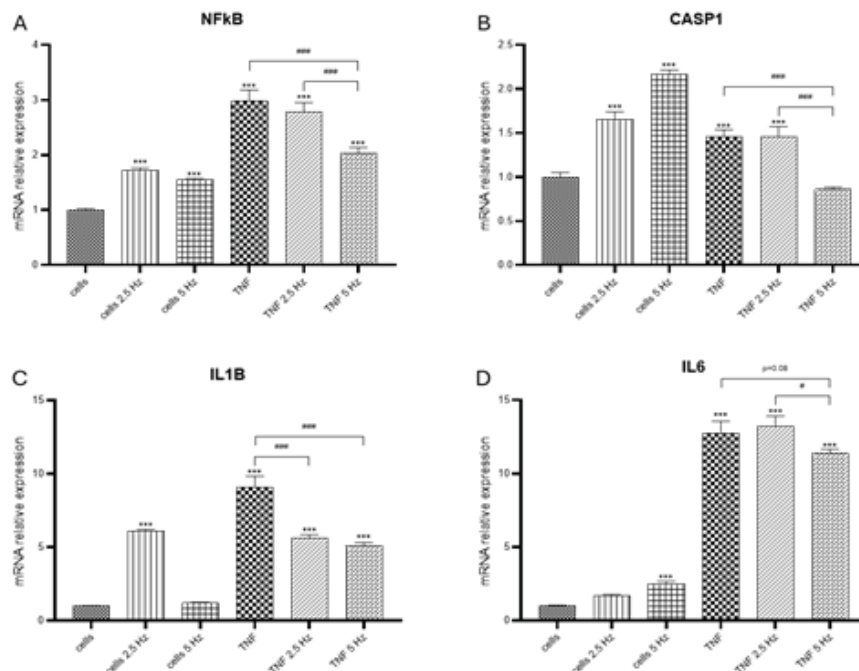 A
NFkB
mRNA relative expression
4
3
2
1
0
***
***
***
***
***
###
###
cells
cells 2.5 Hz
cells 5 Hz
TNF
TNF 2.5 Hz
TNF 5 Hz
B
CASP1
mRNA relative expression
2.5
2.0
1.5
1.0
0.5
0.0
***
***
***
***
###
###
cells
cells 2.5 Hz
cells 5 Hz
TNF
TNF 2.5 Hz
TNF 5 Hz
C
IL1B
mRNA relative expression
15
10
5
0
***
***
***
***
###
###
cells
cells 2.5 Hz
cells 5 Hz
TNF
TNF 2.5 Hz
TNF 5 Hz
D
IL6
mRNA relative expression
15
10
5
0
***
***
***
***
p=0.08
#
cells
cells 2.5 Hz
cells 5 Hz
TNF
TNF 2.5 Hz
TNF 5 Hz